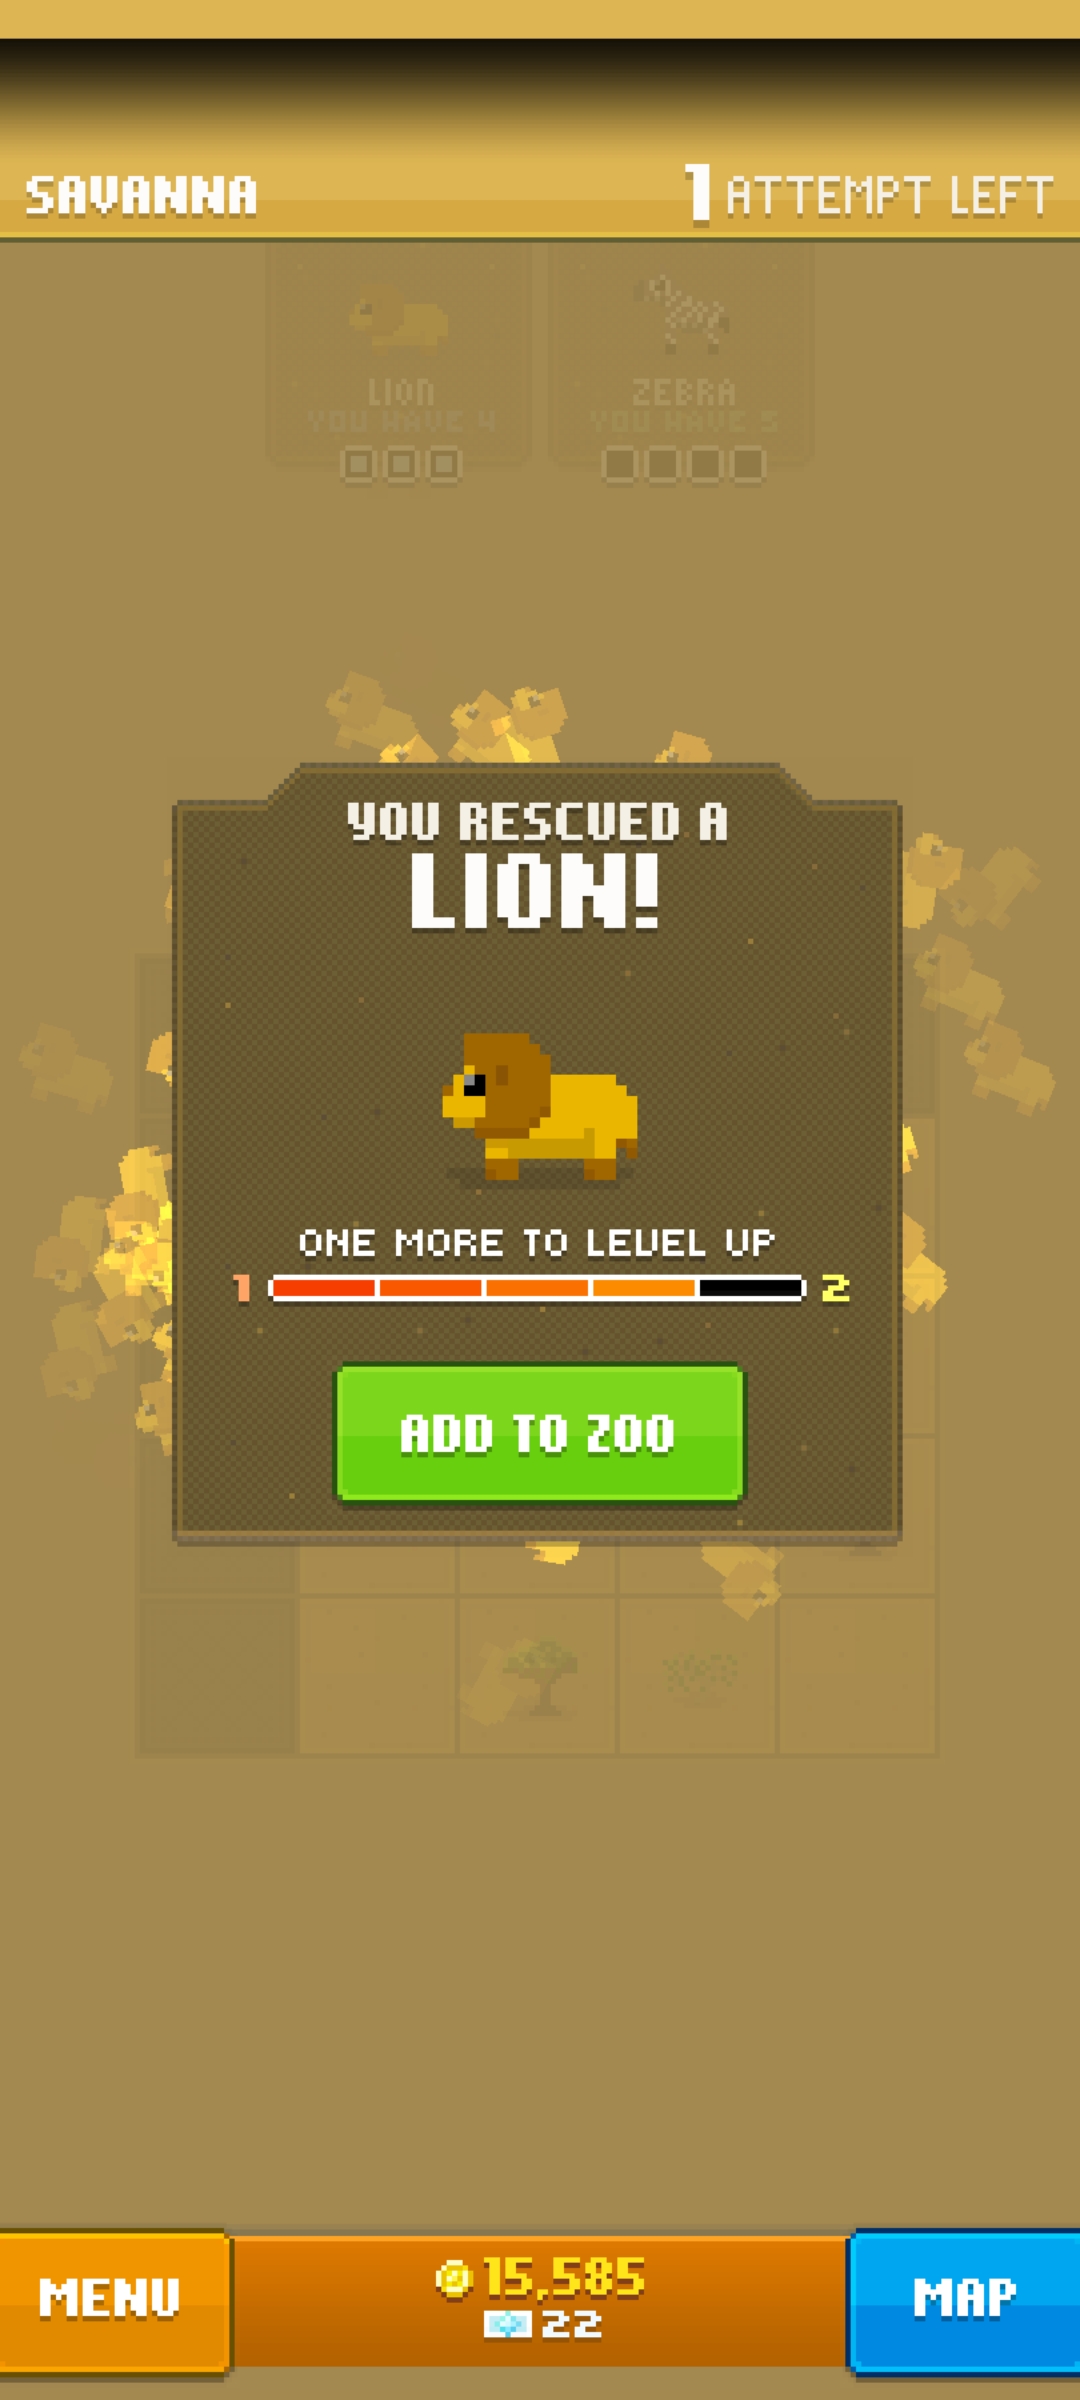 SAVANNA
1 ATTEMPT LEFT
LION
YOU HAVE 4
ZEBRA
YOU HAVE 5
YOU RESCUED A
LION!
ONE MORE TO LEVEL UP
1
2
ADD TO ZOO
MENU
15,585
22
MAP